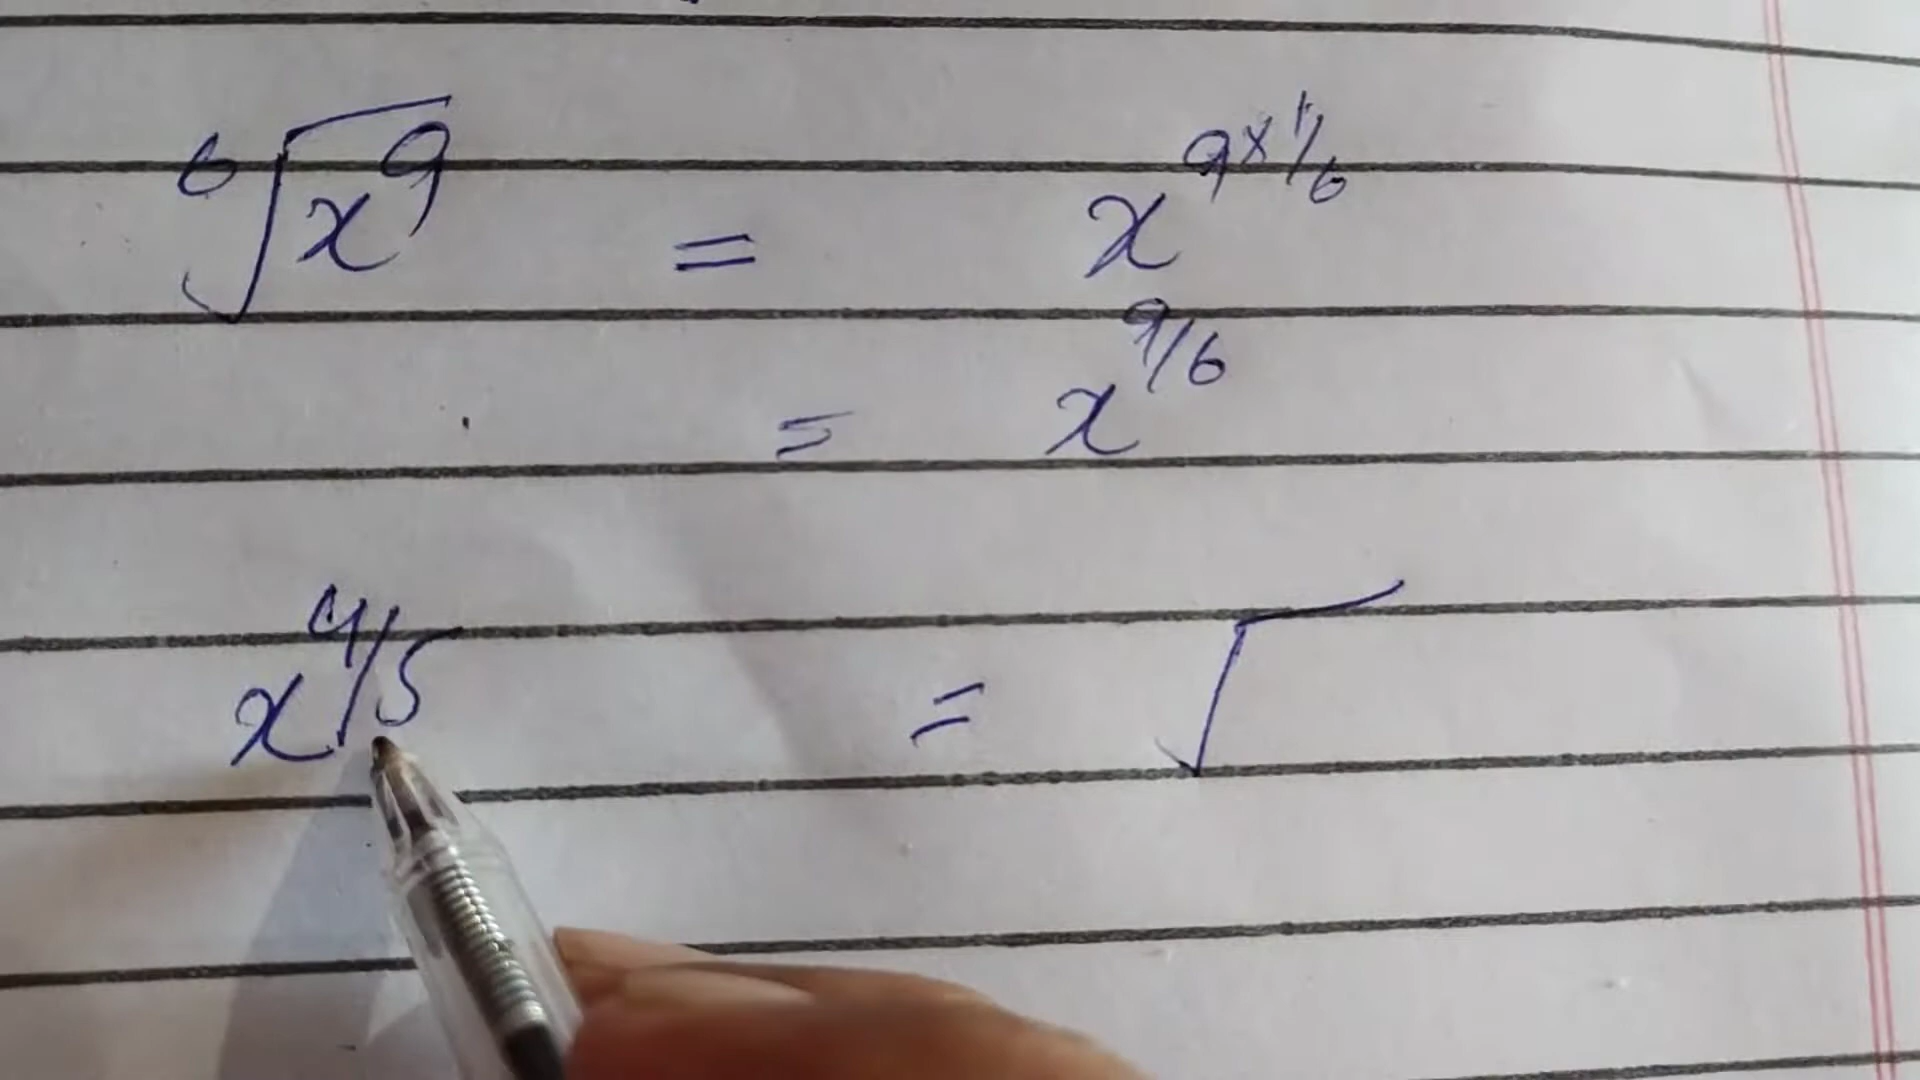 ⁶√x⁹ = x^(9×1/6)
= x^(9/6)
x^(4/5) = √